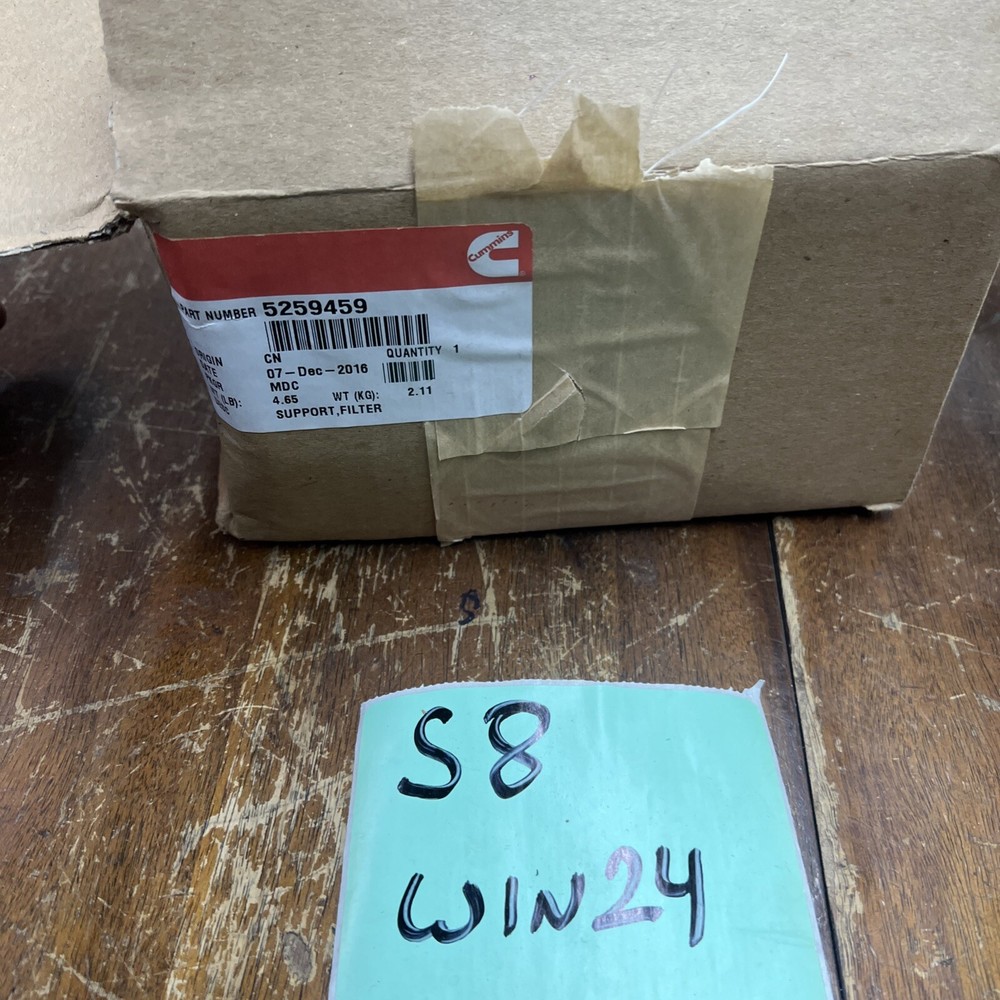 Cummins
PART NUMBER 5259459
ORIGIN CN QUANTITY 1
07-Dec-2016
MDC
4.65 WT (KG): 2.11
SUPPORT,FILTER
S8
WIN24